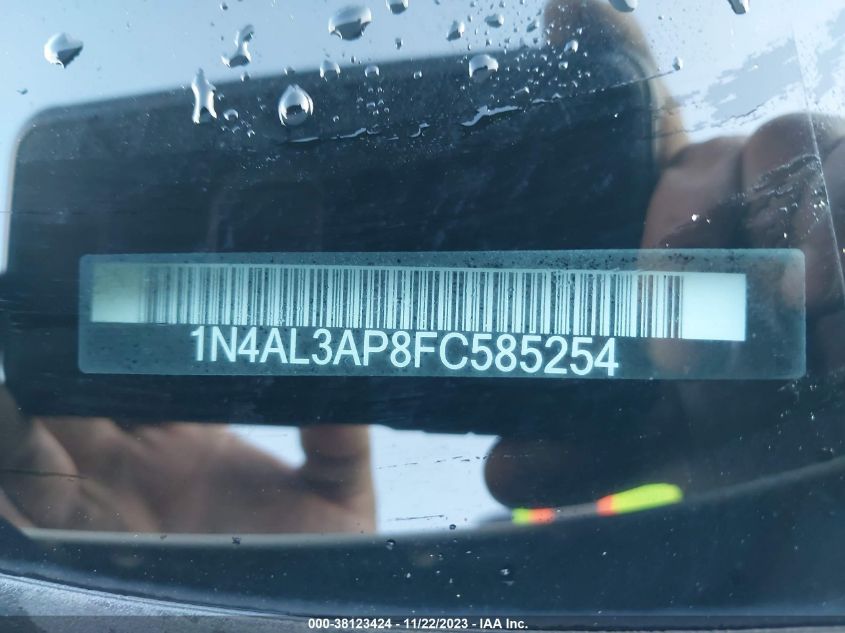 1N4AL3AP8FC585254
000-38123424 - 11/22/2023 - IAA Inc.